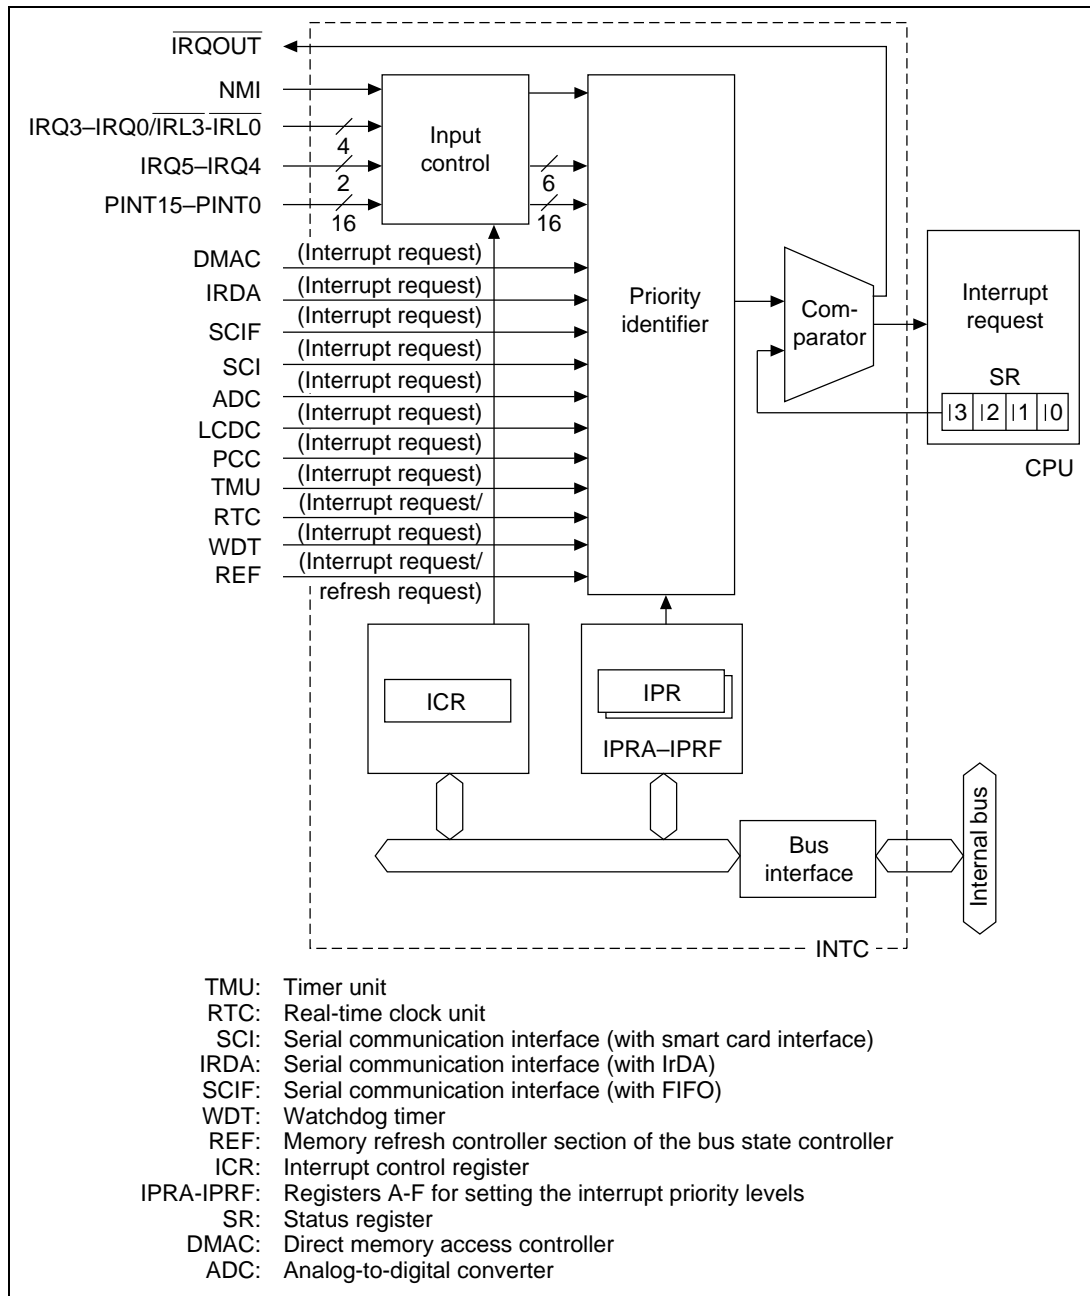 IRQOUT
NMI
IRQ3–IRQ0/IRL3-IRL0
4
IRQ5–IRQ4
2
PINT15–PINT0
16
Input
control
6
16
DMAC
(Interrupt request)
IRDA
(Interrupt request)
SCIF
(Interrupt request)
SCI
(Interrupt request)
ADC
(Interrupt request)
LCDC
(Interrupt request)
PCC
(Interrupt request)
TMU
(Interrupt request)
RTC
(Interrupt request/
WDT
(Interrupt request)
REF
(Interrupt request/
refresh request)
Priority
identifier
Com-
parator
Interrupt
request
SR
I3 I2 I1 I0
CPU
ICR
IPR
IPRA–IPRF
Bus
interface
Internal bus
INTC
TMU: Timer unit
RTC: Real-time clock unit
SCI: Serial communication interface (with smart card interface)
IRDA: Serial communication interface (with IrDA)
SCIF: Serial communication interface (with FIFO)
WDT: Watchdog timer
REF: Memory refresh controller section of the bus state controller
ICR: Interrupt control register
IPRA-IPRF: Registers A-F for setting the interrupt priority levels
SR: Status register
DMAC: Direct memory access controller
ADC: Analog-to-digital converter